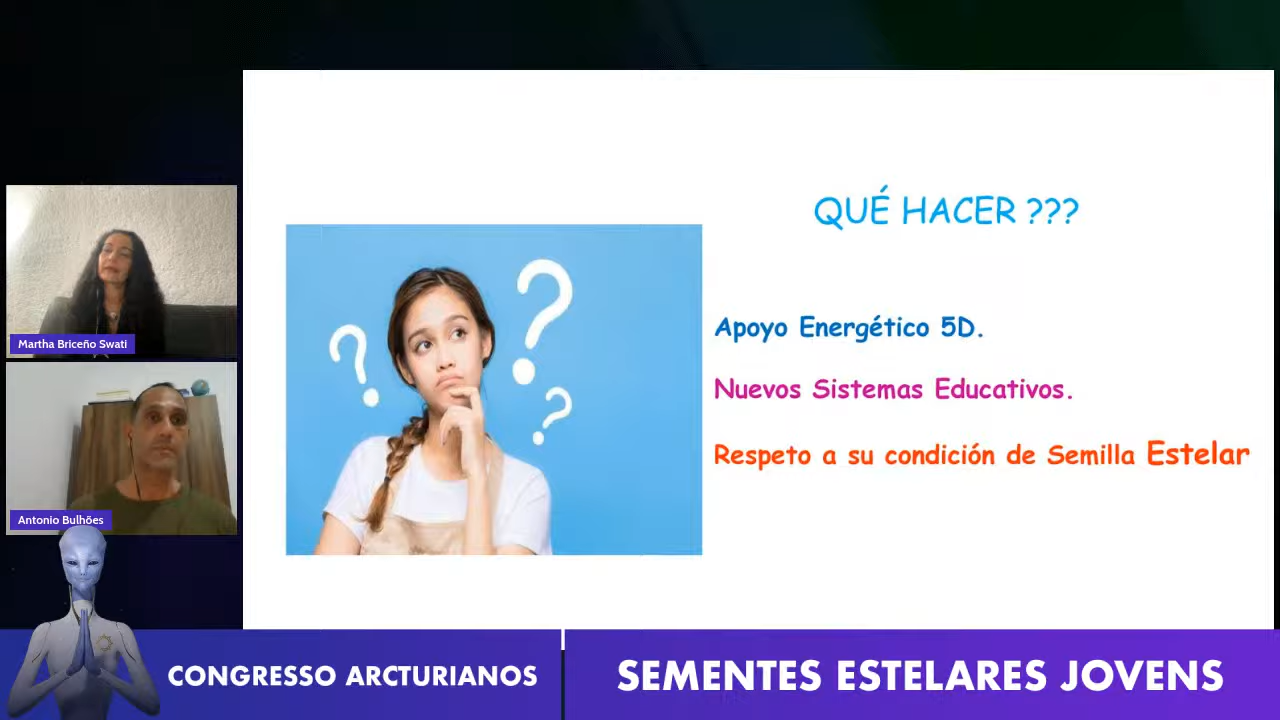 QUÉ HACER ???
Apoyo Energético 5D.
Nuevos Sistemas Educativos.
Respeto a su condición de Semilla Estelar
Martha Briceño Swati
Antonio Bulhões
CONGRESSO ARCTURIANOS
SEMENTES ESTELARES JOVENS